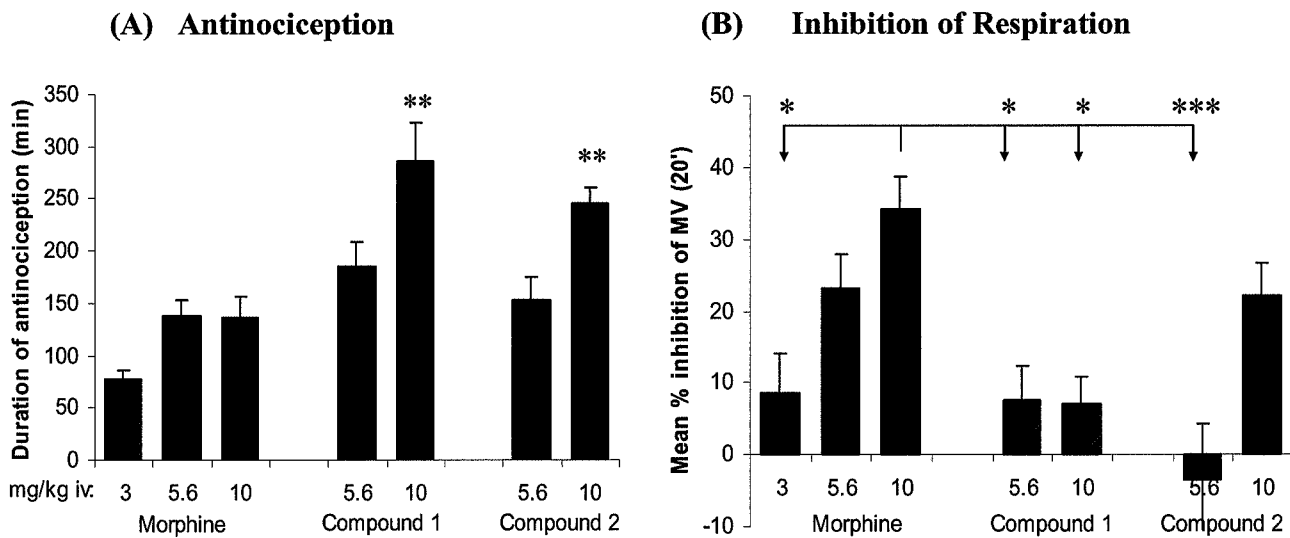 (A) Antinociception
Duration of antinociception (min)
350
300
250
200
150
100
50
0
** **
mg/kg iv: 3 5.6 10 5.6 10 5.6 10
Morphine Compound 1 Compound 2
(B) Inhibition of Respiration
Mean % inhibition of MV (20')
50
40
30
20
10
0
-10
* * * ***
3 5.6 10 5.6 10 5.6 10
Morphine Compound 1 Compound 2